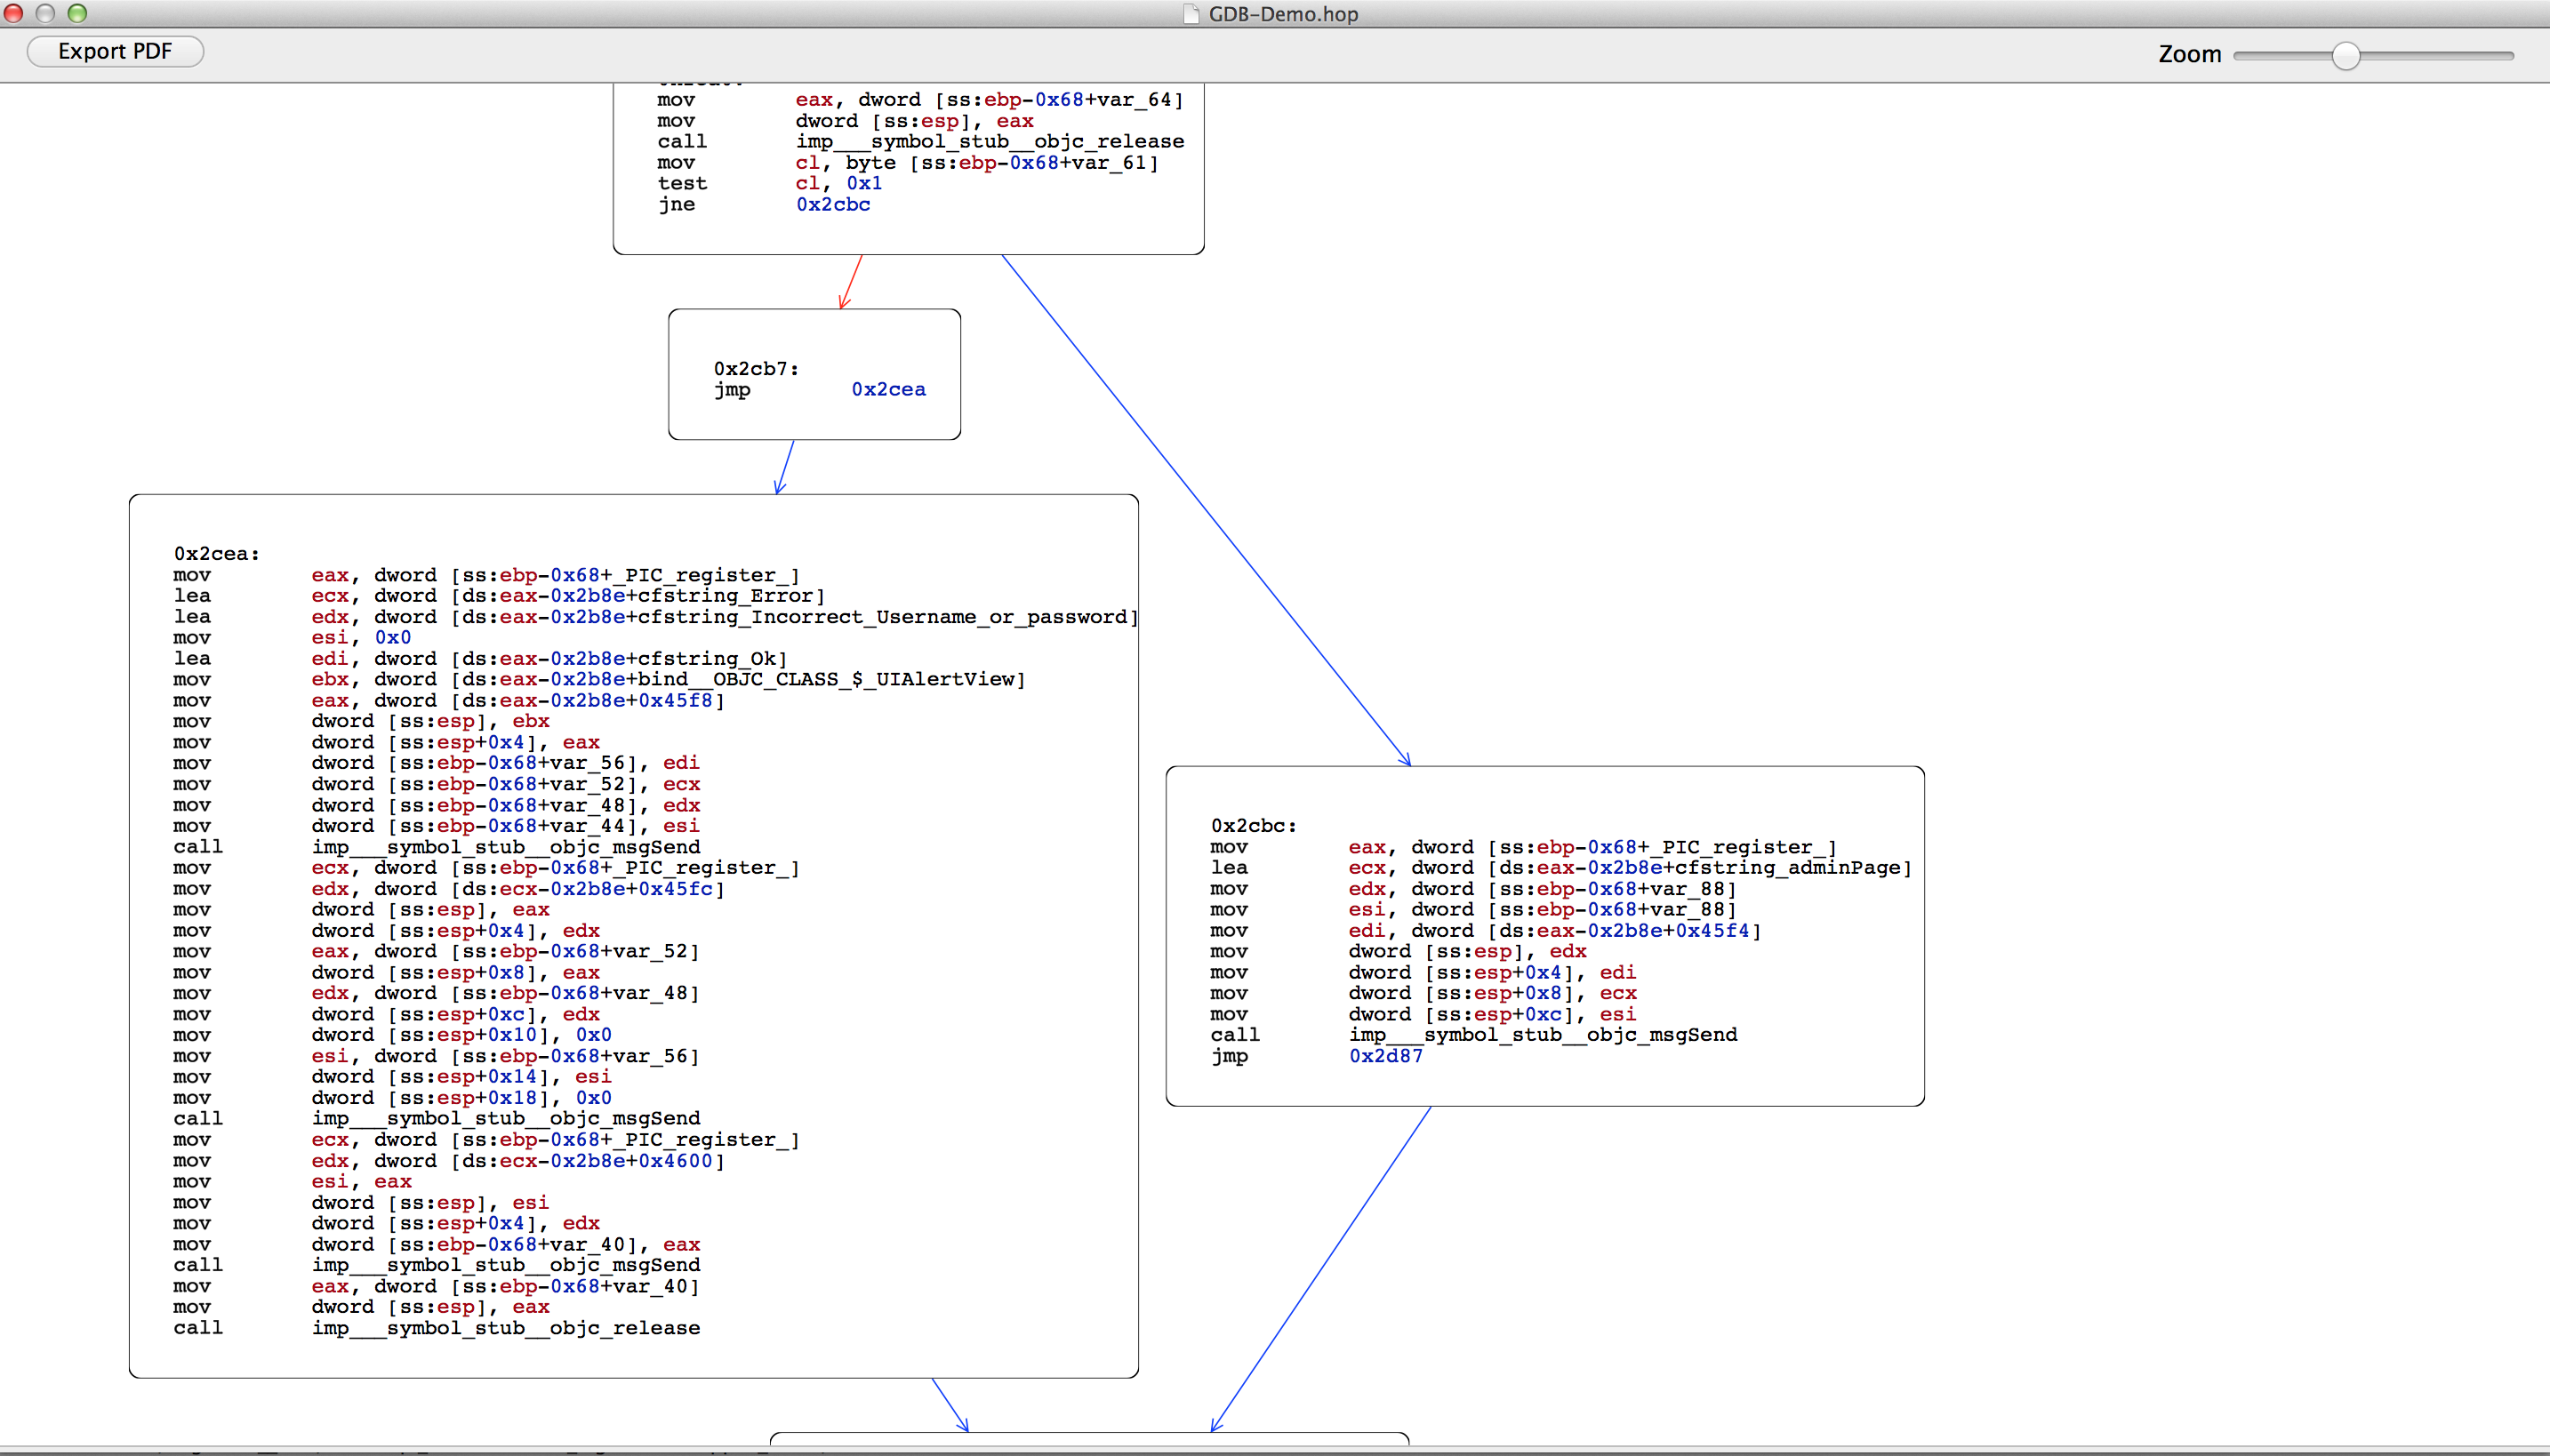 GDB-Demo.hop
Export PDF
Zoom
mov eax, dword [ss:ebp-0x68+var_64]
mov dword [ss:esp], eax
call imp___symbol_stub__objc_release
mov cl, byte [ss:ebp-0x68+var_61]
test cl, 0x1
jne 0x2cbc
0x2cb7:
jmp 0x2cea
0x2cea:
mov eax, dword [ss:ebp-0x68+_PIC_register_]
lea ecx, dword [ds:eax-0x2b8e+cfstring_Error]
lea edx, dword [ds:eax-0x2b8e+cfstring_Incorrect_Username_or_password]
mov esi, 0x0
lea edi, dword [ds:eax-0x2b8e+cfstring_Ok]
mov ebx, dword [ds:eax-0x2b8e+bind__OBJC_CLASS_$_UIAlertView]
mov eax, dword [ds:eax-0x2b8e+0x45f8]
mov dword [ss:esp], ebx
mov dword [ss:esp+0x4], eax
mov dword [ss:ebp-0x68+var_56], edi
mov dword [ss:ebp-0x68+var_52], ecx
mov dword [ss:ebp-0x68+var_48], edx
mov dword [ss:ebp-0x68+var_44], esi
call imp___symbol_stub__objc_msgSend
mov ecx, dword [ss:ebp-0x68+_PIC_register_]
mov edx, dword [ds:ecx-0x2b8e+0x45fc]
mov dword [ss:esp], eax
mov dword [ss:esp+0x4], edx
mov eax, dword [ss:ebp-0x68+var_52]
mov dword [ss:esp+0x8], eax
mov edx, dword [ss:ebp-0x68+var_48]
mov dword [ss:esp+0xc], edx
mov dword [ss:esp+0x10], 0x0
mov esi, dword [ss:ebp-0x68+var_56]
mov dword [ss:esp+0x14], esi
mov dword [ss:esp+0x18], 0x0
call imp___symbol_stub__objc_msgSend
mov ecx, dword [ss:ebp-0x68+_PIC_register_]
mov edx, dword [ds:ecx-0x2b8e+0x4600]
mov esi, eax
mov dword [ss:esp], esi
mov dword [ss:esp+0x4], edx
mov dword [ss:ebp-0x68+var_40], eax
call imp___symbol_stub__objc_msgSend
mov eax, dword [ss:ebp-0x68+var_40]
mov dword [ss:esp], eax
call imp___symbol_stub__objc_release
0x2cbc:
mov eax, dword [ss:ebp-0x68+_PIC_register_]
lea ecx, dword [ds:eax-0x2b8e+cfstring_adminPage]
mov edx, dword [ss:ebp-0x68+var_88]
mov esi, dword [ss:ebp-0x68+var_88]
mov edi, dword [ds:eax-0x2b8e+0x45f4]
mov dword [ss:esp], edx
mov dword [ss:esp+0x4], edi
mov dword [ss:esp+0x8], ecx
mov dword [ss:esp+0xc], esi
call imp___symbol_stub__objc_msgSend
jmp 0x2d87